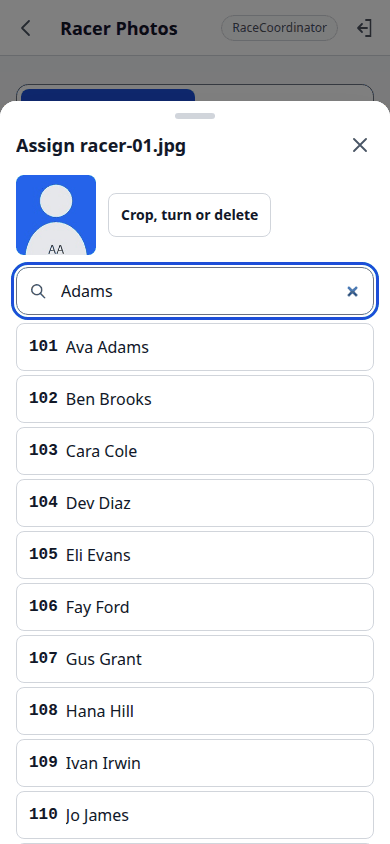 Racer Photos
RaceCoordinator
Assign racer-01.jpg
AA
Crop, turn or delete
Adams
101 Ava Adams
102 Ben Brooks
103 Cara Cole
104 Dev Diaz
105 Eli Evans
106 Fay Ford
107 Gus Grant
108 Hana Hill
109 Ivan Irwin
110 Jo James